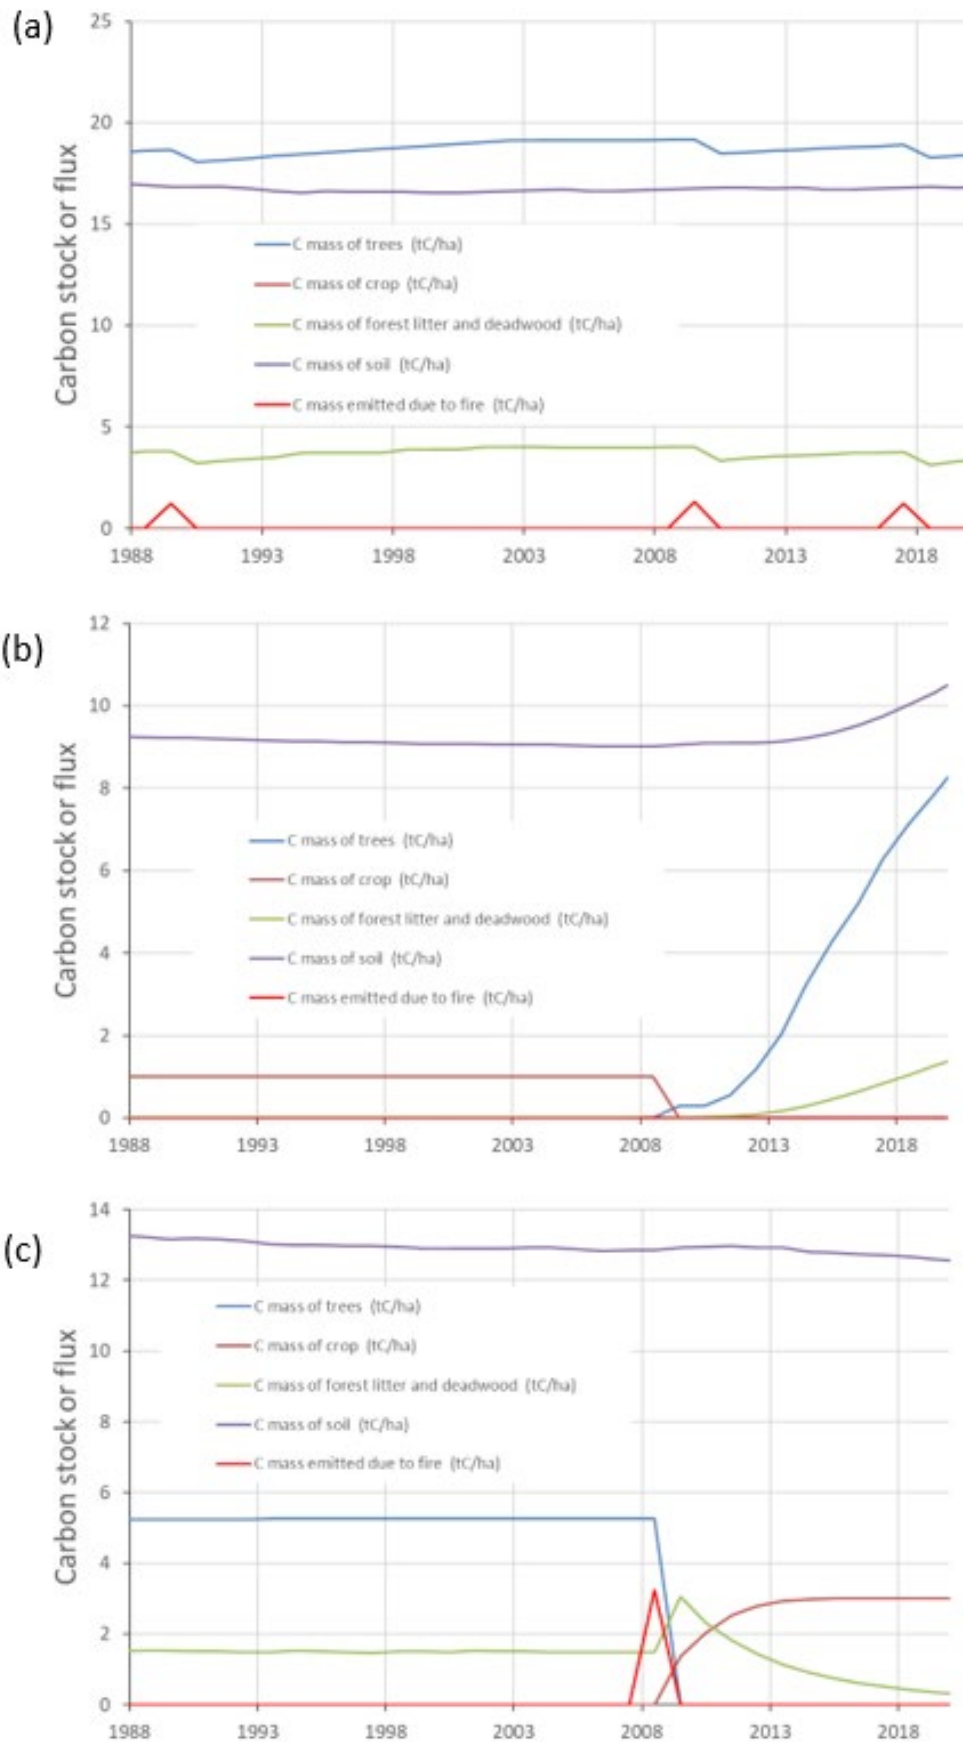 (a)
Carbon stock or flux
25
20
15
10
5
0
C mass of trees (tC/ha)
C mass of crop (tC/ha)
C mass of forest litter and deadwood (tC/ha)
C mass of soil (tC/ha)
C mass emitted due to fire (tC/ha)
1988 1993 1998 2003 2008 2013 2018
(b)
Carbon stock or flux
12
10
8
6
4
2
0
C mass of trees (tC/ha)
C mass of crop (tC/ha)
C mass of forest litter and deadwood (tC/ha)
C mass of soil (tC/ha)
C mass emitted due to fire (tC/ha)
1988 1993 1998 2003 2008 2013 2018
(c)
Carbon stock or flux
14
12
10
8
6
4
2
0
C mass of trees (tC/ha)
C mass of crop (tC/ha)
C mass of forest litter and deadwood (tC/ha)
C mass of soil (tC/ha)
C mass emitted due to fire (tC/ha)
1988 1993 1998 2003 2008 2013 2018